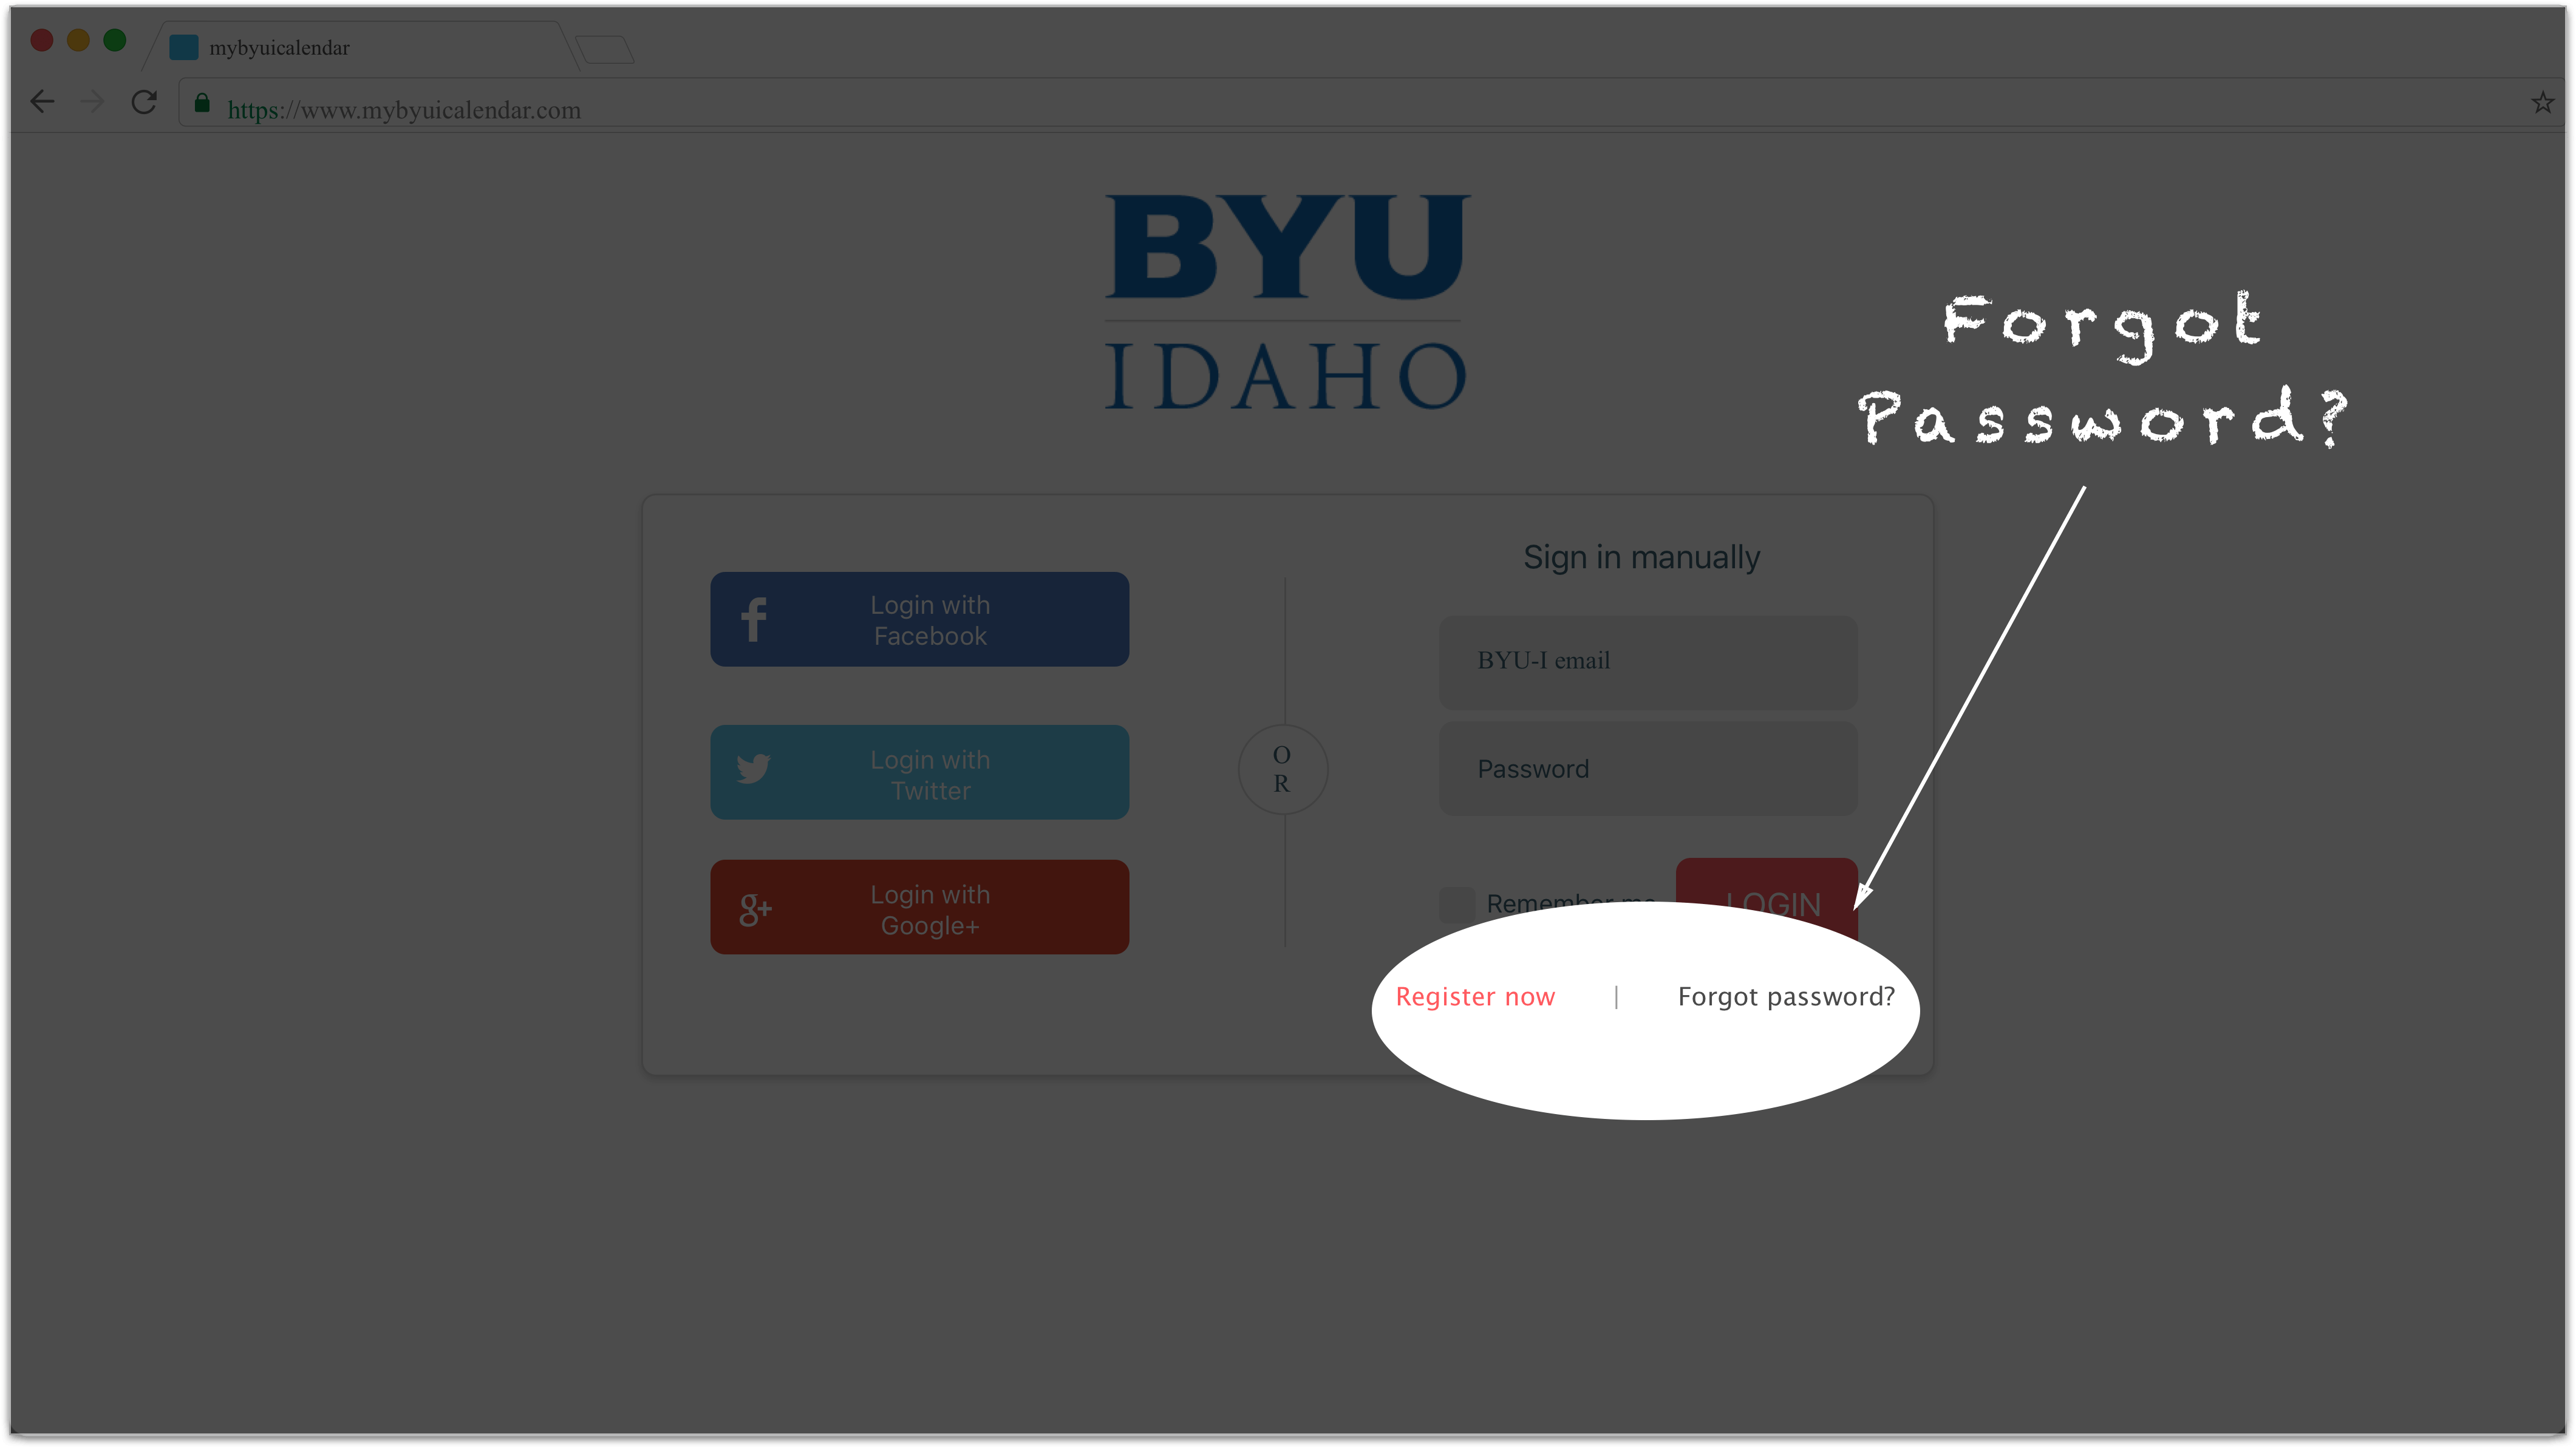 mybyuicalendar
https://www.mybyuicalendar.com
BYU
IDAHO
Forgot
Password?
Sign in manually
Login with
Facebook
BYU-I email
Login with
Twitter
O
R
Password
Login with
Google+
Remember me
LOGIN
Register now | Forgot password?